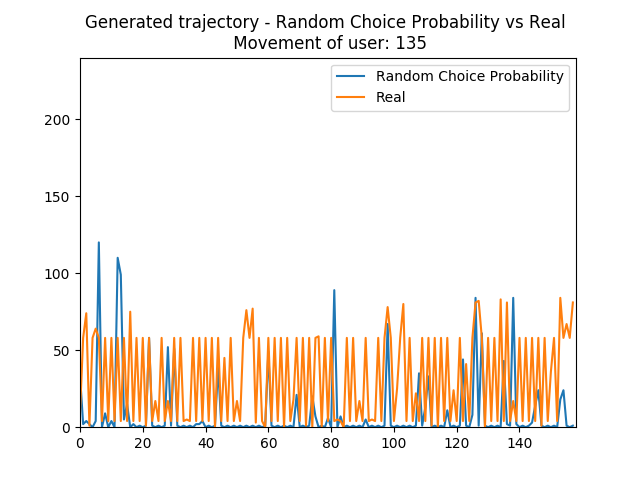 Generated trajectory - Random Choice Probability vs Real
Movement of user: 135
Random Choice Probability
Real
200
150
100
50
0
0 20 40 60 80 100 120 140